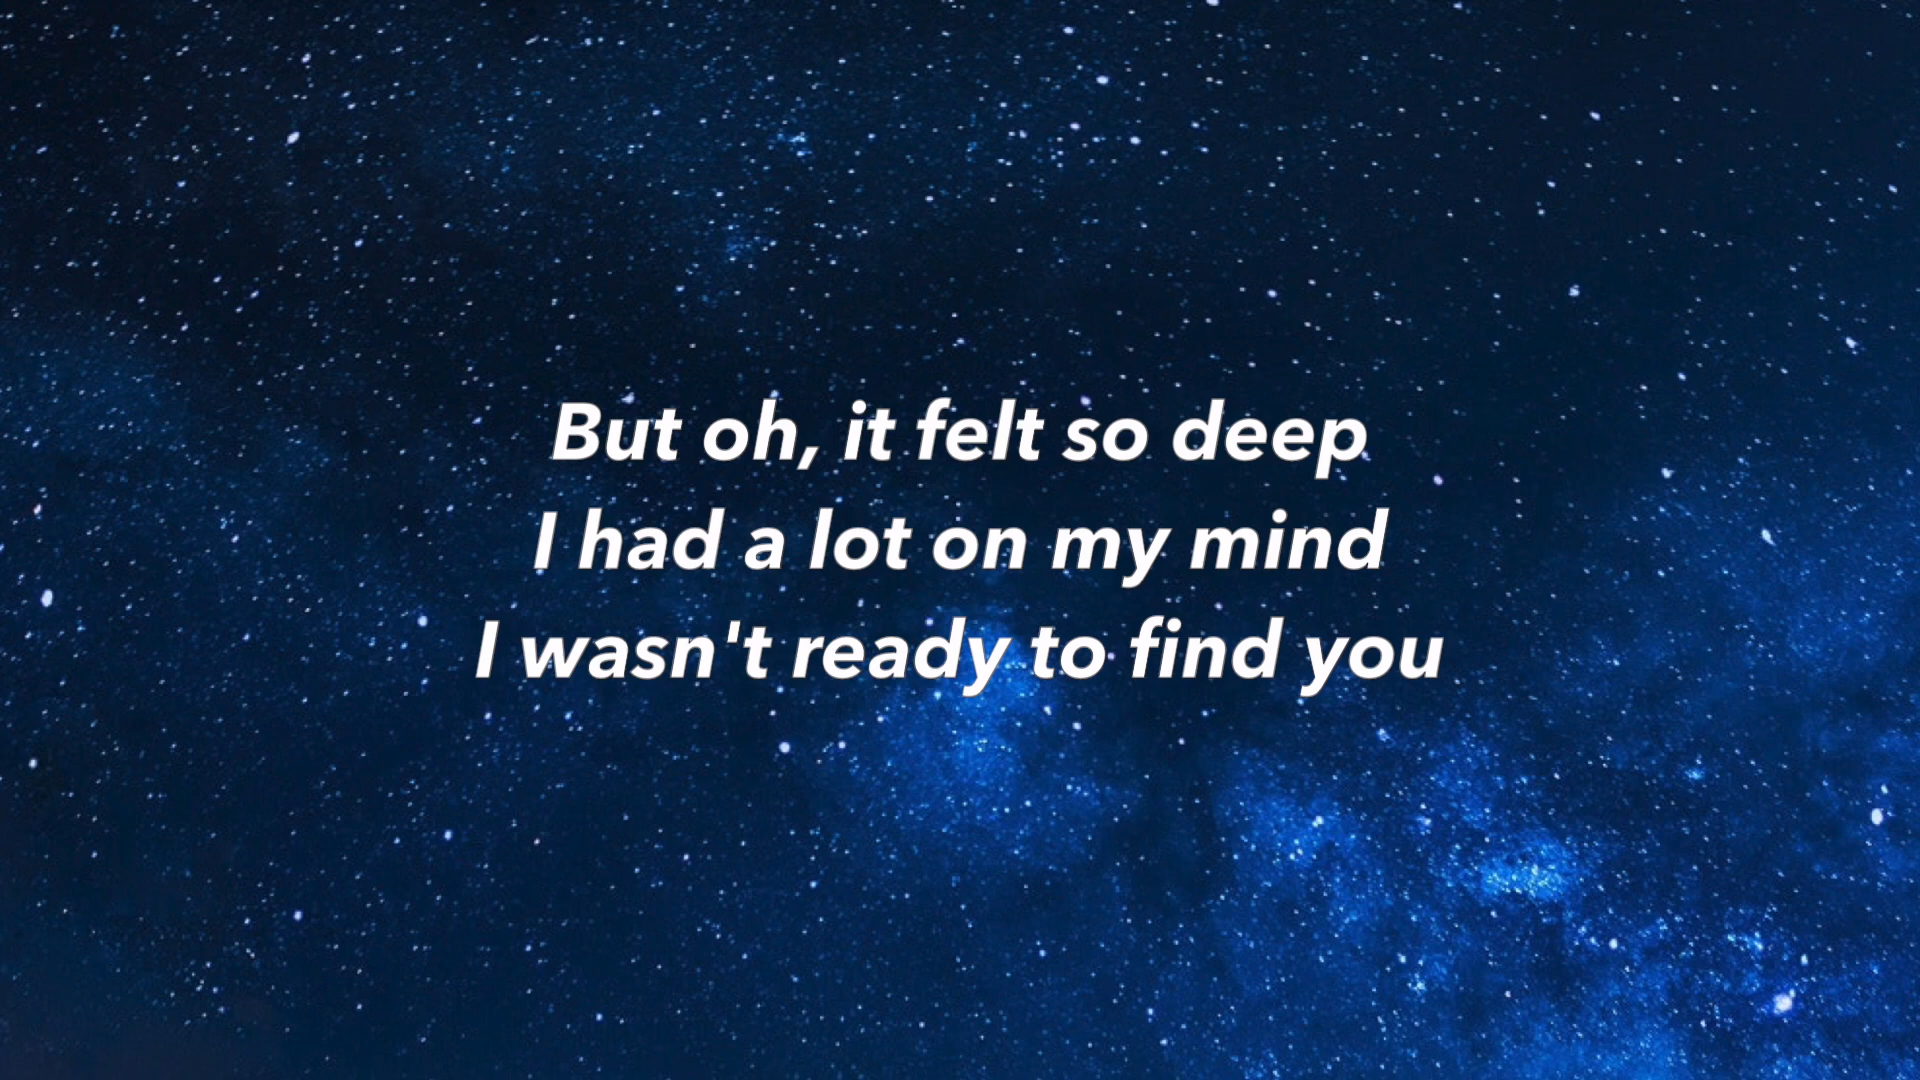 But oh, it felt so deep
I had a lot on my mind
I wasn't ready to find you